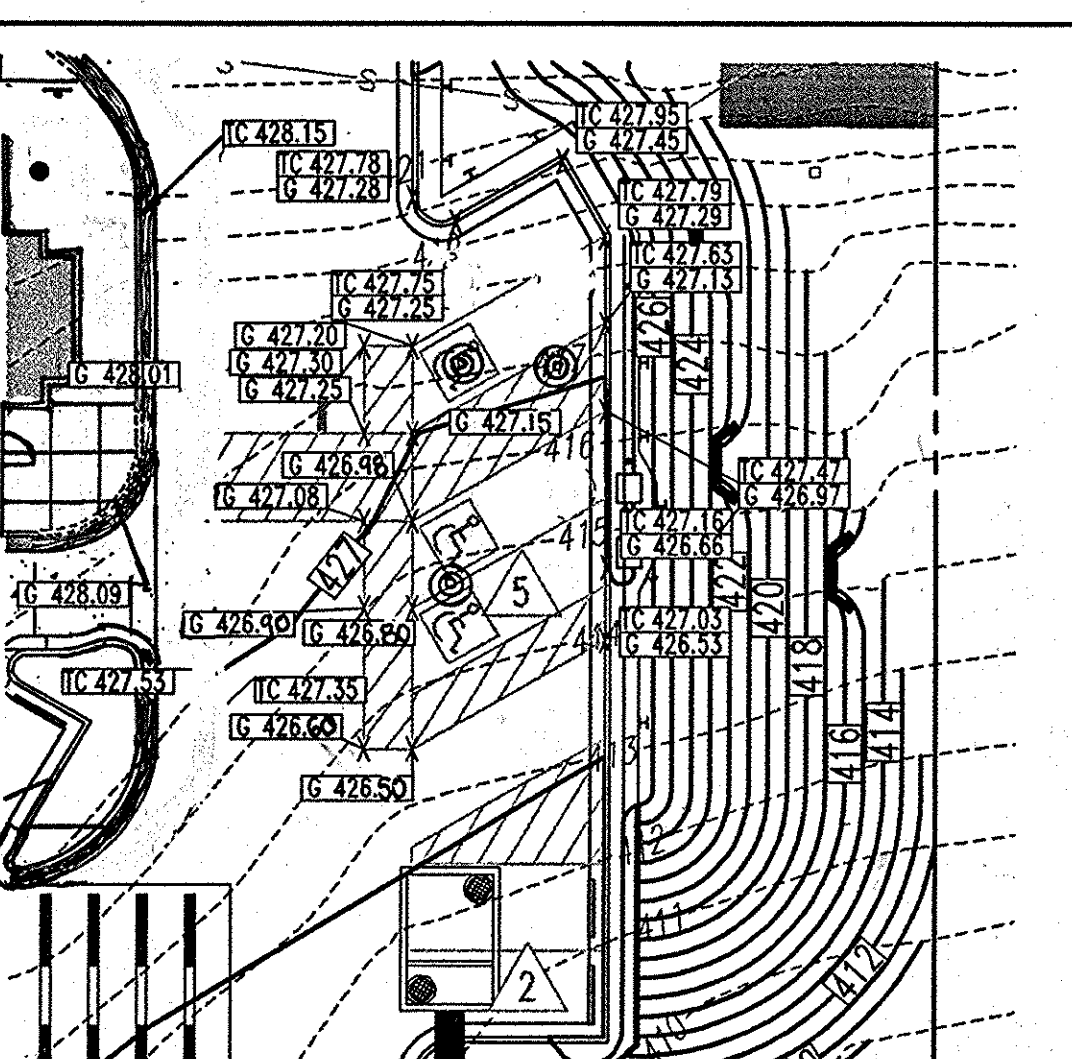 S
S
S
TC 427.95
G 427.45
TC 428.15
TC 427.78
G 427.28
TC 427.79
G 427.29
TC 427.63
G 427.13
TC 427.75
G 427.25
G 427.20
G 427.30
G 427.25
426
424
G 428.01
G 427.15
416
G 426.98
TC 427.47
G 426.97
G 427.08
TC 427.16
G 426.66
415
427
5
422
420
G 428.09
G 426.90
G 426.80
TC 427.03
G 426.53
418
TC 427.53
TC 427.35
G 426.60
416
414
G 426.50
411
412
2
410